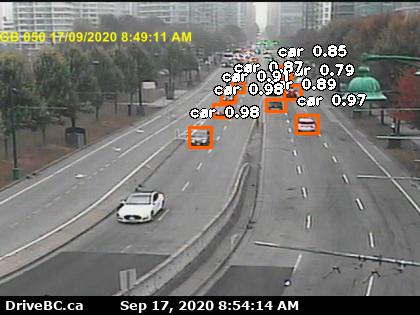 GB 050 17/09/2020 8:49:11 AM
car 0.85
car 0.87
car 0.79
car 0.91
car 0.89
car 0.98
car 0.97
car 0.98
DriveBC.ca Sep 17, 2020 8:54:14 AM